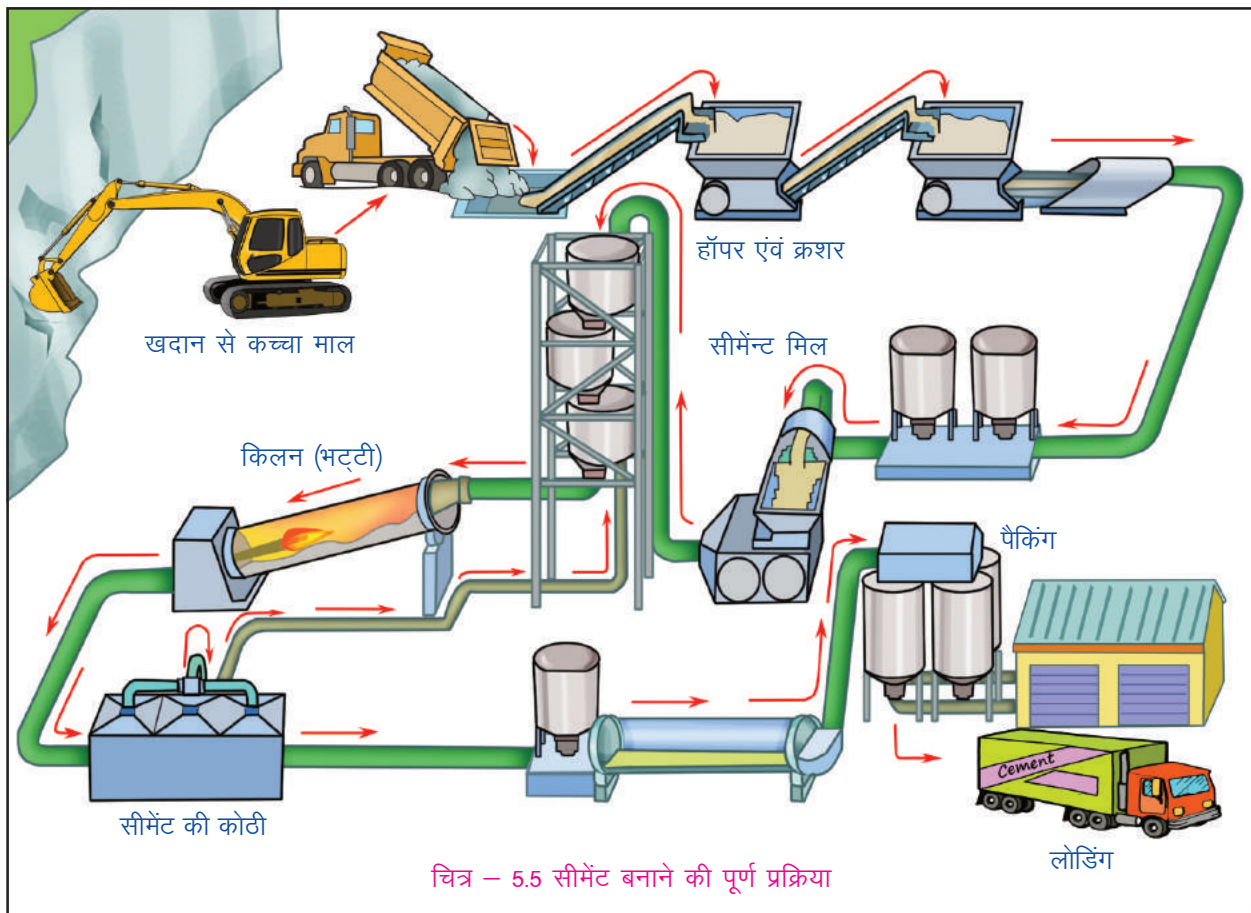 हॉपर एंवं क्रशर
खदान से कच्चा माल
सीमेंन्ट मिल
किलन (भट्टी)
पैकिंग
सीमेंट की कोठी
Cement
लोडिंग
चित्र – 5.5 सीमेंट बनाने की पूर्ण प्रक्रिया